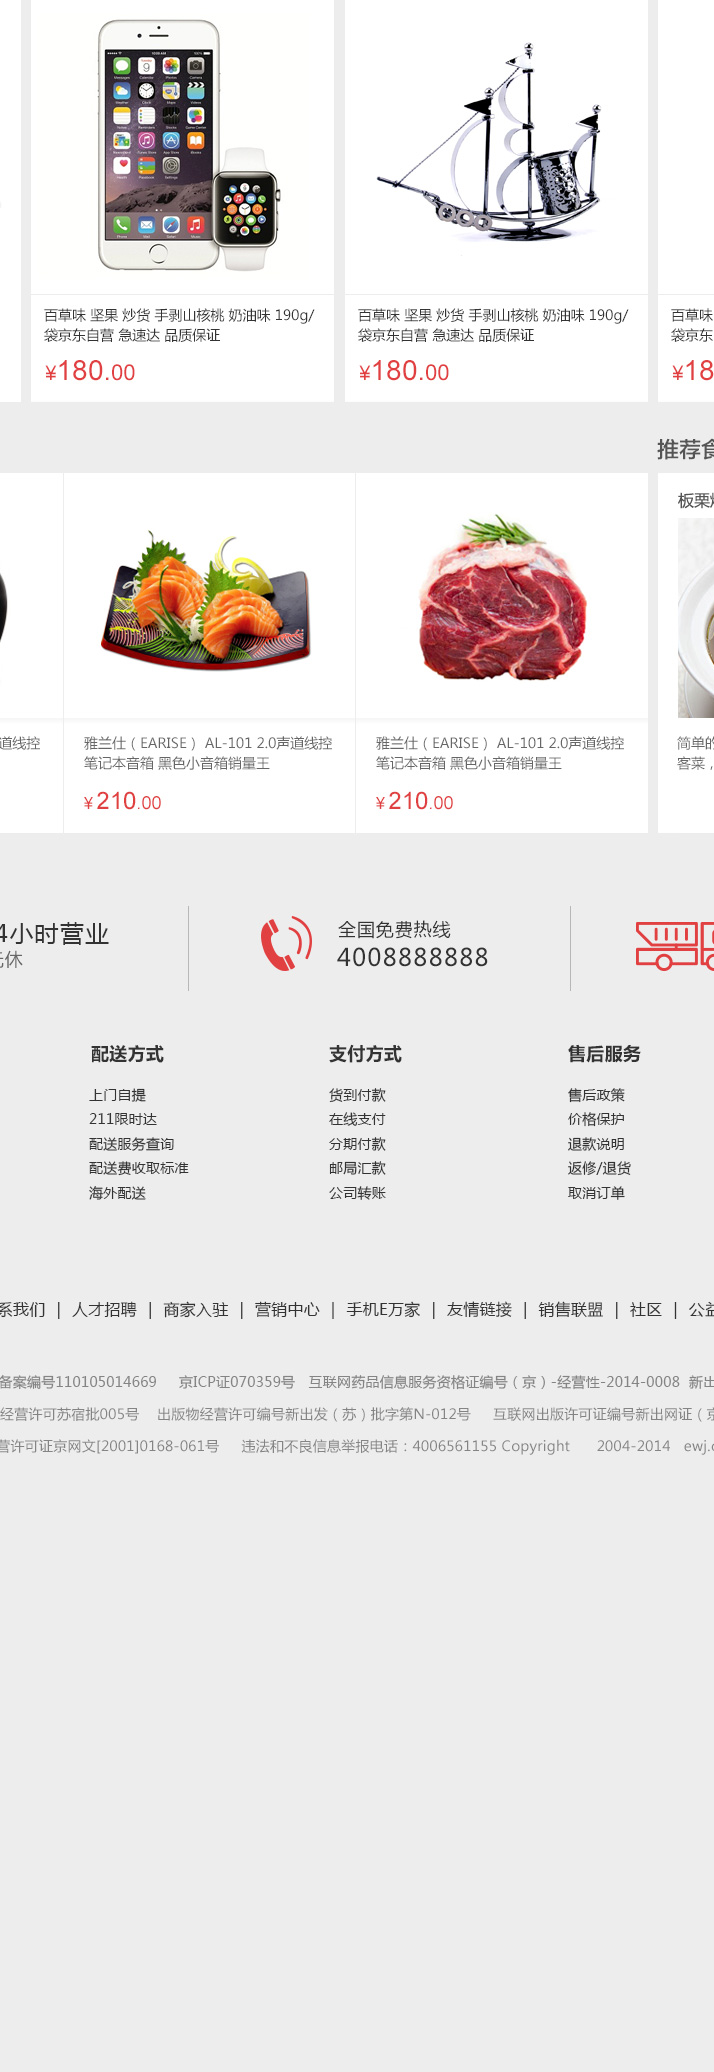 百草味 坚果 炒货 手剥山核桃 奶油味 190g/
袋京东自营 急速达 品质保证
¥180.00
百草味 坚果 炒货 手剥山核桃 奶油味 190g/
袋京东自营 急速达 品质保证
¥180.00
百草味
袋京东
¥18
推荐食
板栗
道线控
雅兰仕（EARISE） AL-101 2.0声道线控
笔记本音箱 黑色小音箱销量王
¥210.00
雅兰仕（EARISE） AL-101 2.0声道线控
笔记本音箱 黑色小音箱销量王
¥210.00
简单的
客菜，
4小时营业
无休
全国免费热线
4008888888
配送方式
上门自提
211限时达
配送服务查询
配送费收取标准
海外配送
支付方式
货到付款
在线支付
分期付款
邮局汇款
公司转账
售后服务
售后政策
价格保护
退款说明
返修/退货
取消订单
系我们 | 人才招聘 | 商家入驻 | 营销中心 | 手机E万家 | 友情链接 | 销售联盟 | 社区 | 公益
备案编号110105014669 京ICP证070359号 互联网药品信息服务资格证编号（京）-经营性-2014-0008 新出
经营许可苏宿批005号 出版物经营许可编号新出发（苏）批字第N-012号 互联网出版许可证编号新出网证（京
营许可证京网文[2001]0168-061号 违法和不良信息举报电话：4006561155 Copyright 2004-2014 ewj.c